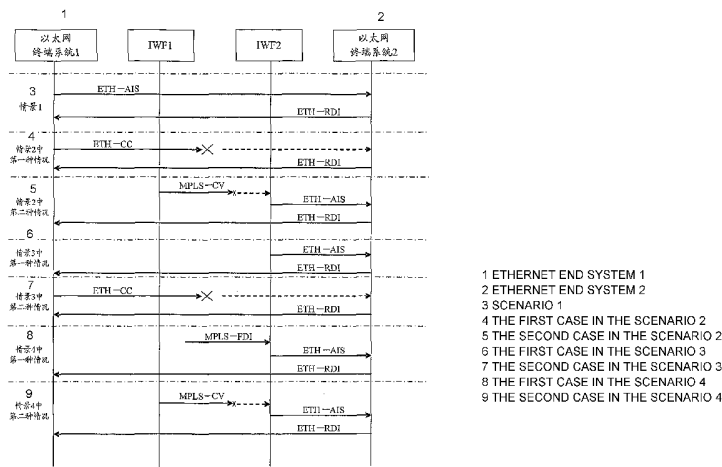 1
2
以太网
终端系统1
IWF1
IWF2
以太网
终端系统2
3
情景1
ETH-AIS
ETH-RDI
4
情景2中
第一种情况
ETH-CC
ETH-RDI
5
情景2中
第二种情况
MPLS-CV
ETH-AIS
ETH-RDI
6
情景3中
第一种情况
ETH-AIS
ETH-RDI
7
情景3中
第二种情况
ETH-CC
ETH-RDI
8
情景4中
第一种情况
MPLS-FDI
ETH-AIS
ETH-RDI
9
情景4中
第二种情况
MPLS-CV
ETH-AIS
ETH-RDI
1 ETHERNET END SYSTEM 1
2 ETHERNET END SYSTEM 2
3 SCENARIO 1
4 THE FIRST CASE IN THE SCENARIO 2
5 THE SECOND CASE IN THE SCENARIO 2
6 THE FIRST CASE IN THE SCENARIO 3
7 THE SECOND CASE IN THE SCENARIO 3
8 THE FIRST CASE IN THE SCENARIO 4
9 THE SECOND CASE IN THE SCENARIO 4